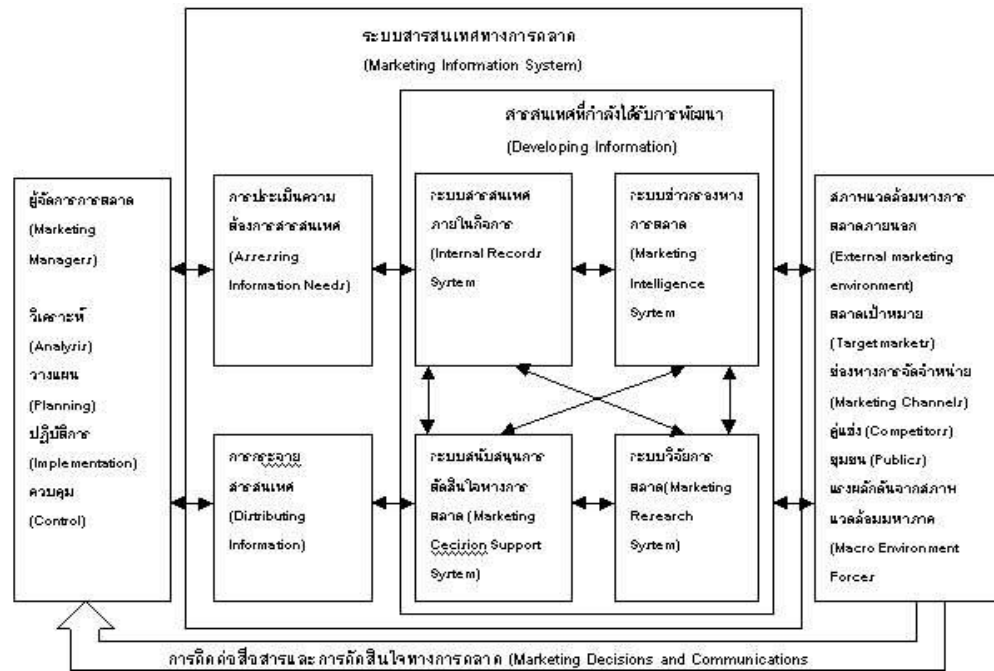 ระบบสารสนเทศทางการตลาด
(Marketing Information System)
สารสนเทศที่กำลังได้รับการพัฒนา
(Developing Information)
ผู้จัดการการตลาด
(Marketing
Managers)
วิเคราะห์
(Analysis)
วางแผน
(Planning)
ปฏิบัติการ
(Implementation)
ควบคุม
(Control)
การประเมินความ
ต้องการสารสนเทศ
(Assessing
Information Needs)
ระบบสารสนเทศ
ภายในกิจการ
(Internal Records
System
ระบบข่าวกรองทาง
การตลาด
(Marketing
Intelligence
System
สภาพแวดล้อมทางการ
ตลาดภายนอก
(External marketing
environment)
ตลาดเป้าหมาย
(Targetmarkets)
ช่องทางการจัดจำหน่าย
(Marketing Channels)
คู่แข่ง (Competitors)
ชุมชน (Publics)
แรงผลักดันจากสภาพ
แวดล้อมมหาภาค
(Macro Environment
Forces
การกระจาย
สารสนเทศ
(Distributing
Information)
ระบบสนับสนุนการ
ตัดสินใจทางการ
ตลาด (Marketing
Cecision Support
System)
ระบบวิจัยการ
ตลาด(Marketing
Research
System)
การติดต่อสื่อสารและการตัดสินใจทางการตลาด (Marketing Decisions and Communications